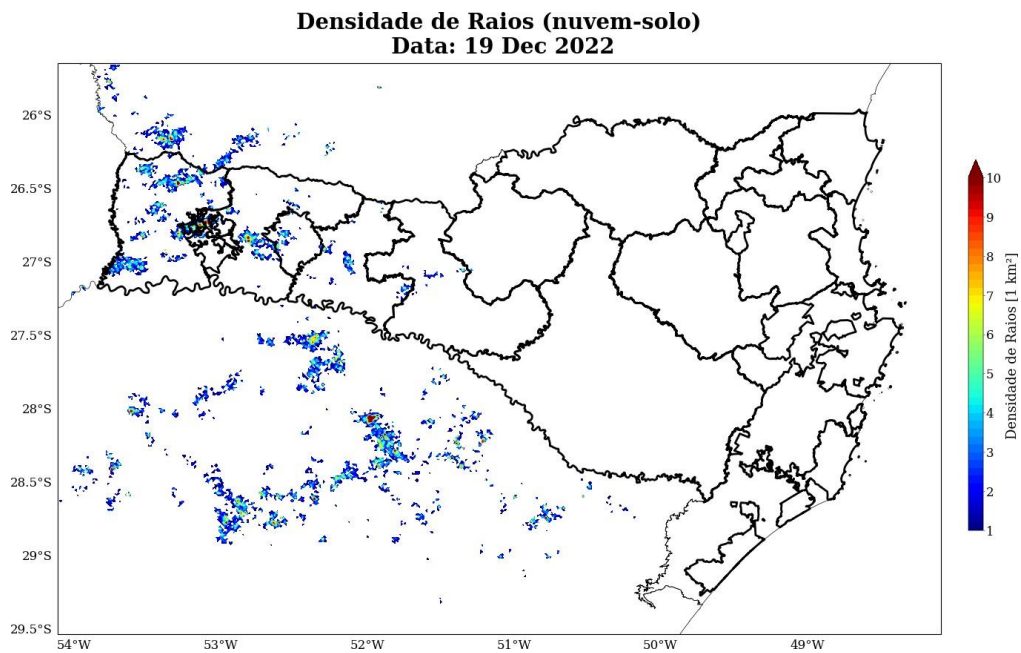 Densidade de Raios (nuvem-solo)
Data: 19 Dec 2022
26°S
26.5°S
27°S
27.5°S
28°S
28.5°S
29°S
29.5°S
54°W
53°W
52°W
51°W
50°W
49°W
10
9
8
7
6
5
4
3
2
1
Densidade de Raios [1 km²]